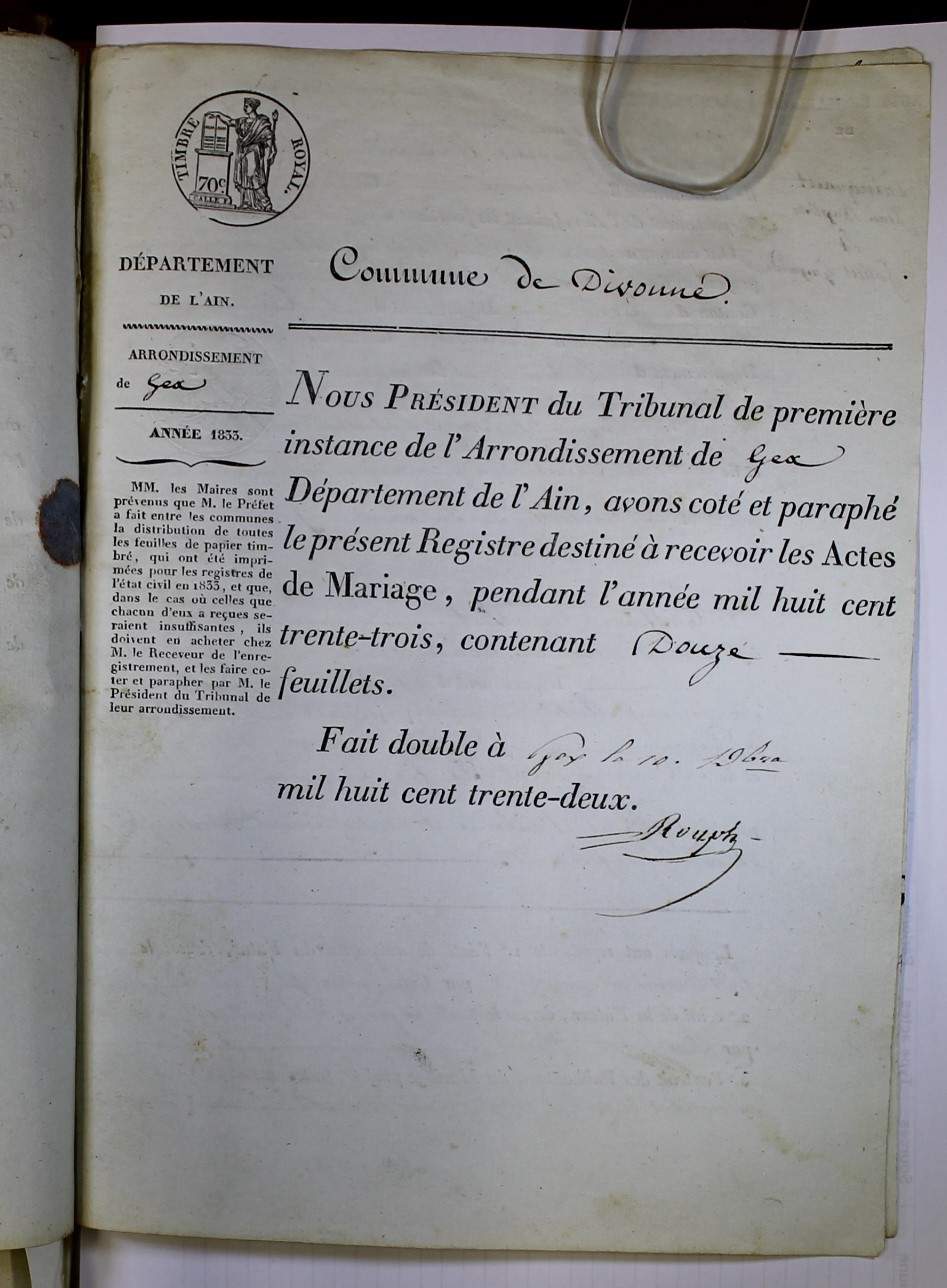 TIMBRE ROYAL.
70c
DÉPARTEMENT
DE L'AIN.
ARRONDISSEMENT
de Gex
ANNÉE 1833.
MM. les Maires sont
prévenus que M. le Préfet
a fait entre les communes
la distribution de toutes
les feuilles de papier tim-
bré, qui ont été impri-
mées pour les registres de
l'état civil en 1833, et que,
dans le cas où celles que
chacun d'eux a reçues se-
raient insuffisantes, ils
doivent en acheter chez
M. le Receveur de l'enre-
gistrement, et les faire co-
ter et parapher par M. le
Président du Tribunal de
leur arrondissement.
Commune de Divonne.
NOUS PRÉSIDENT du Tribunal de première
instance de l'Arrondissement de Gex
Département de l'Ain, avons coté et paraphé
le présent Registre destiné à recevoir les Actes
de Mariage, pendant l'année mil huit cent
trente-trois, contenant Douze
feuillets.
Fait double à Gex le 10. Xbre
mil huit cent trente-deux.